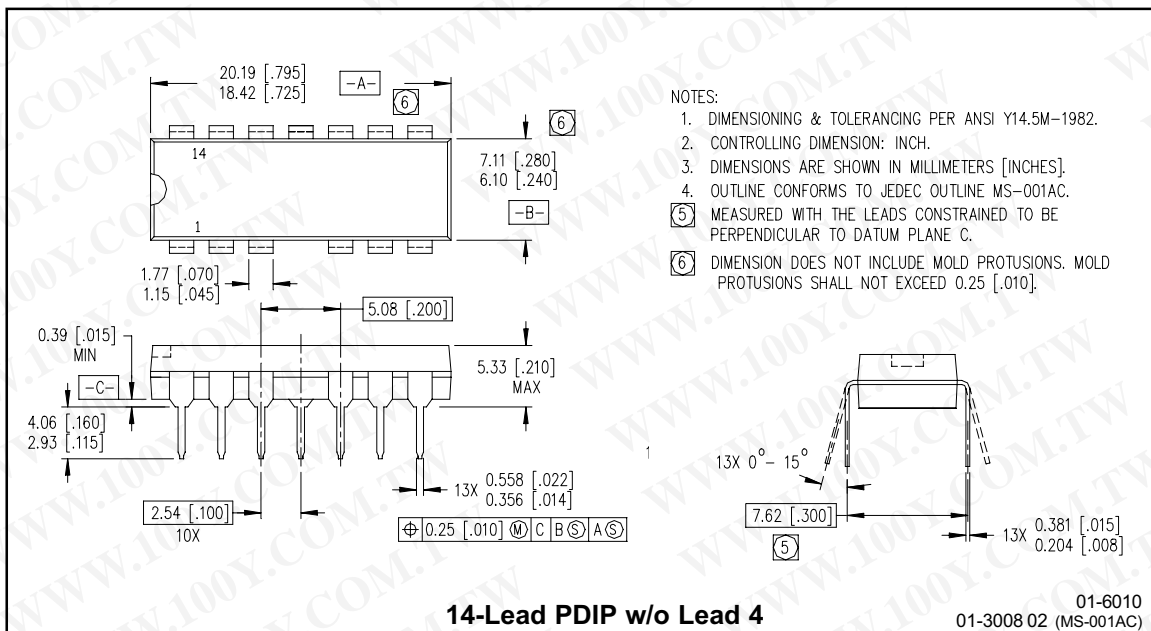 20.19 [.795]
18.42 [.725]
-A-
6
6
14
1
7.11 [.280]
6.10 [.240]
-B-
NOTES:
1. DIMENSIONING & TOLERANCING PER ANSI Y14.5M-1982.
2. CONTROLLING DIMENSION: INCH.
3. DIMENSIONS ARE SHOWN IN MILLIMETERS [INCHES].
4. OUTLINE CONFORMS TO JEDEC OUTLINE MS-001AC.
5 MEASURED WITH THE LEADS CONSTRAINED TO BE
PERPENDICULAR TO DATUM PLANE C.
6 DIMENSION DOES NOT INCLUDE MOLD PROTUSIONS. MOLD
PROTUSIONS SHALL NOT EXCEED 0.25 [.010].
1.77 [.070]
1.15 [.045]
5.08 [.200]
0.39 [.015]
MIN
-C-
5.33 [.210]
MAX
4.06 [.160]
2.93 [.115]
2.54 [.100]
10X
13X 0.558 [.022]
0.356 [.014]
⌖ 0.25 [.010] Ⓜ C B Ⓢ A Ⓢ
13X 0°- 15°
7.62 [.300]
5
13X 0.381 [.015]
0.204 [.008]
14-Lead PDIP w/o Lead 4
01-6010
01-3008 02 (MS-001AC)
WWW.100Y.COM.TW